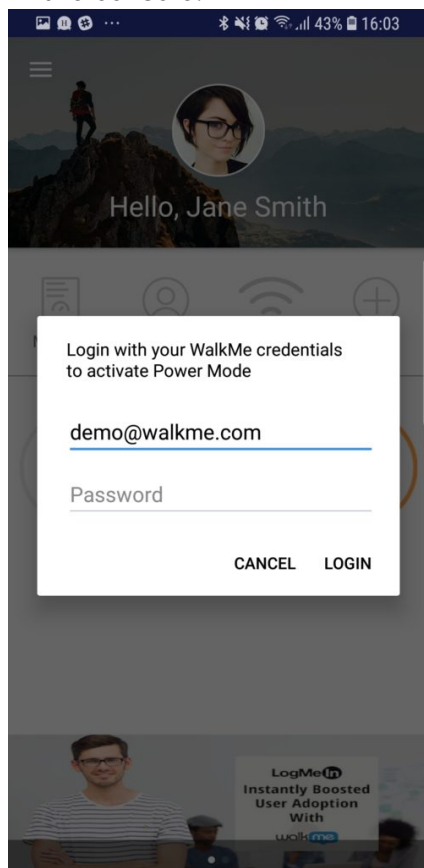 43% 16:03
Hello, Jane Smith
Login with your WalkMe credentials
to activate Power Mode
demo@walkme.com
Password
CANCEL LOGIN
LogMeIn
Instantly Boosted
User Adoption
With
walkme